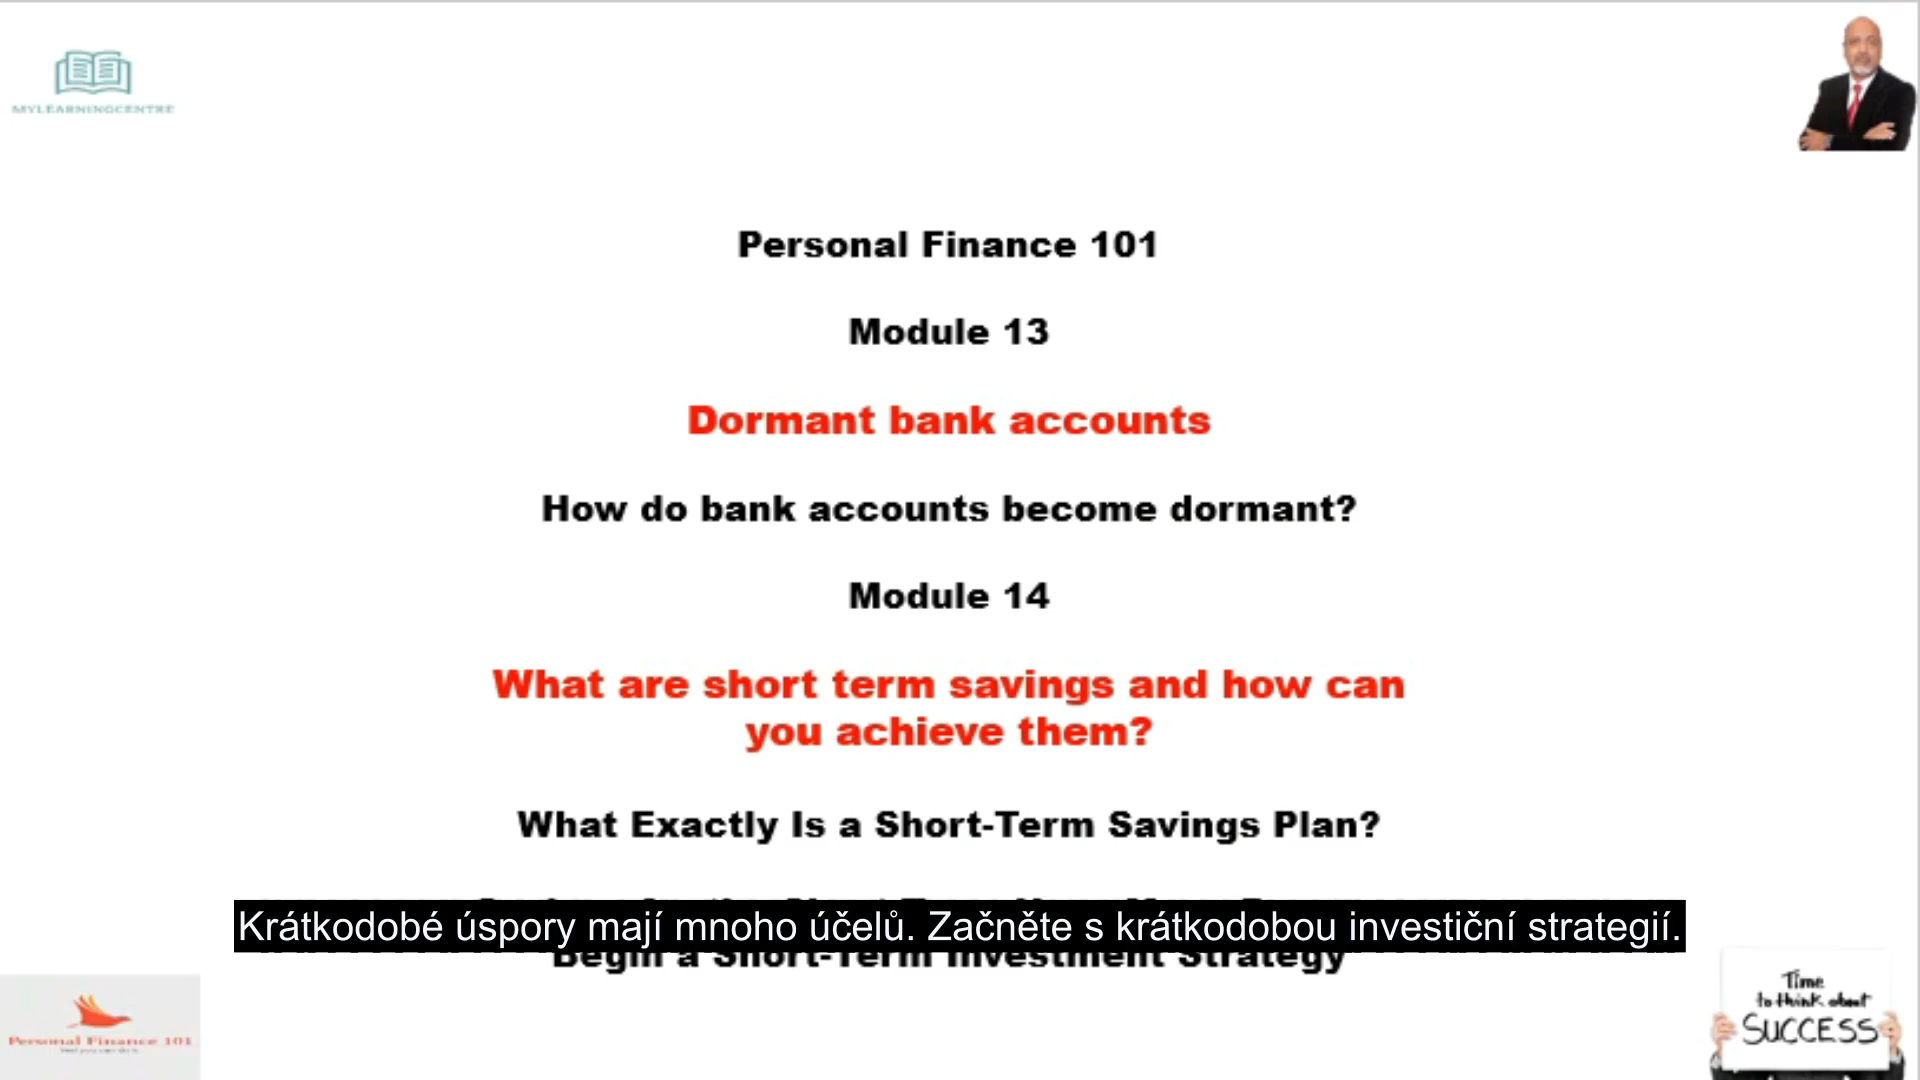 MYLEARNINGCENTRE
Personal Finance 101
Module 13
Dormant bank accounts
How do bank accounts become dormant?
Module 14
What are short term savings and how can
you achieve them?
What Exactly Is a Short-Term Savings Plan?
Krátkodobé úspory mají mnoho účelů. Začněte s krátkodobou investiční strategií.
Begin a Short-Term Investment Strategy
Personal Finance 101
Time
to think about
SUCCESS